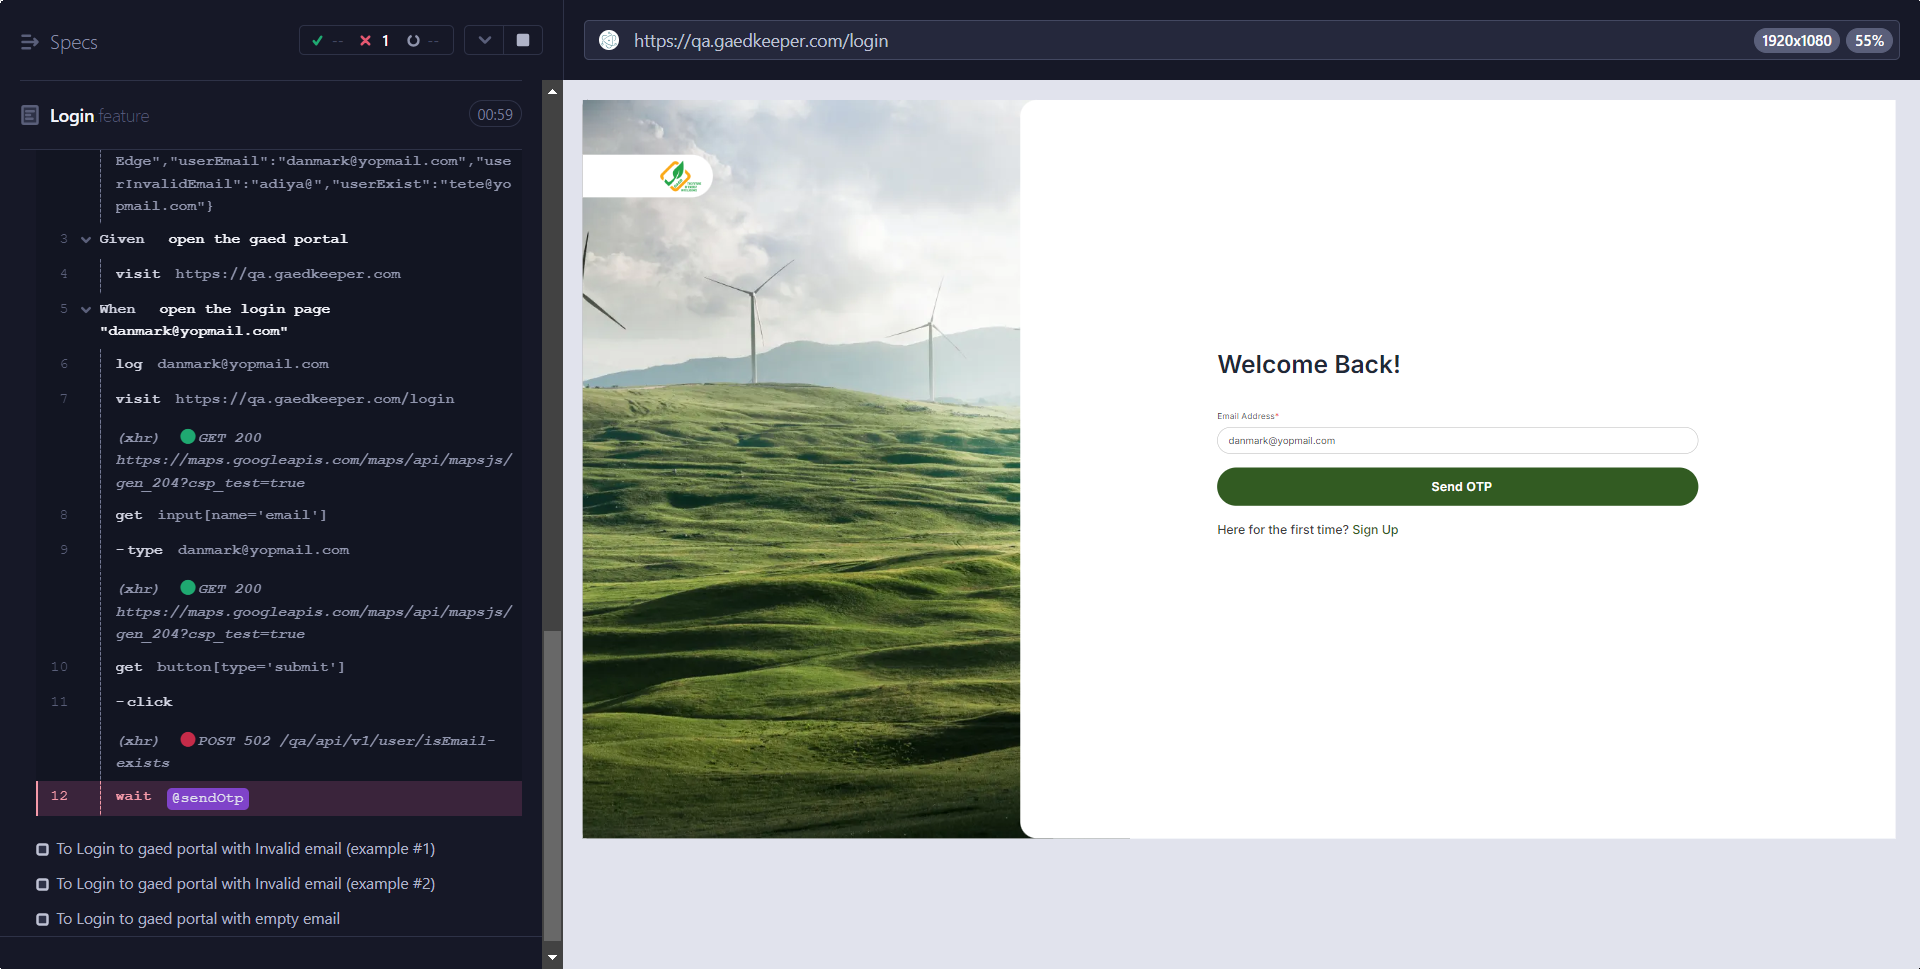 Specs
-- 1 --
Login.feature
00:59
Edge","userEmail":"danmark@yopmail.com","use
rInvalidEmail":"adiya@","userExist":"tete@yo
pmail.com"}
3 Given open the gaed portal
4 visit https://qa.gaedkeeper.com
5 When open the login page
"danmark@yopmail.com"
6 log danmark@yopmail.com
7 visit https://qa.gaedkeeper.com/login
(xhr) GET 200
https://maps.googleapis.com/maps/api/mapsjs/
gen_204?csp_test=true
8 get input[name='email']
9 -type danmark@yopmail.com
(xhr) GET 200
https://maps.googleapis.com/maps/api/mapsjs/
gen_204?csp_test=true
10 get button[type='submit']
11 -click
(xhr) POST 502 /qa/api/v1/user/isEmail-
exists
12 wait @sendOtp
To Login to gaed portal with Invalid email (example #1)
To Login to gaed portal with Invalid email (example #2)
To Login to gaed portal with empty email
https://qa.gaedkeeper.com/login
1920x1080 55%
Welcome Back!
Email Address*
danmark@yopmail.com
Send OTP
Here for the first time? Sign Up